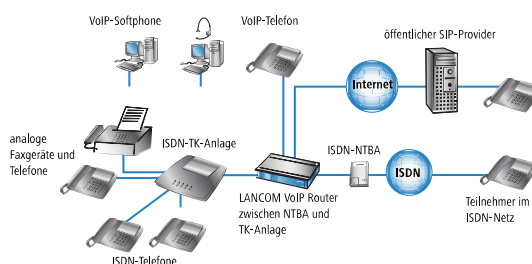 VoIP-Softphone
VoIP-Telefon
öffentlicher SIP-Provider
Internet
analoge
Faxgeräte und
Telefone
ISDN-TK-Anlage
ISDN-NTBA
ISDN
LANCOM VoIP Router
zwischen NTBA und
TK-Anlage
Teilnehmer im
ISDN-Netz
ISDN-Telefone